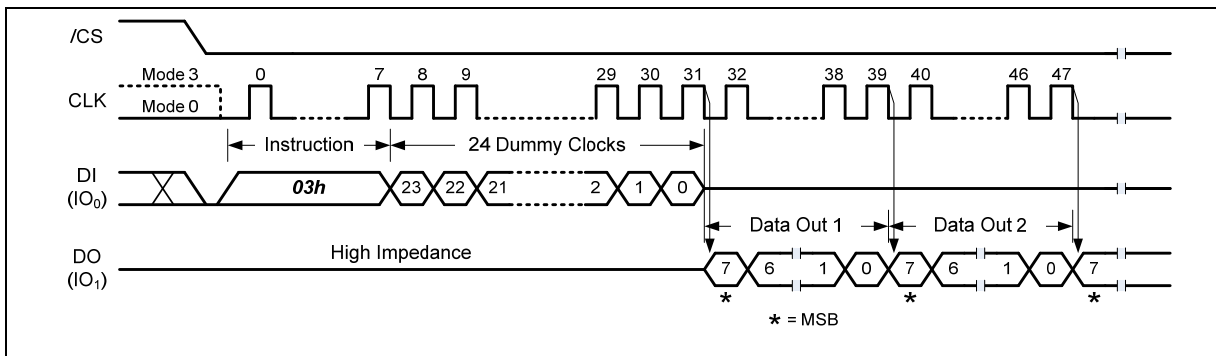 /CS
Mode 3 0 7 8 9 29 30 31 32 38 39 40 46 47
CLK
Mode 0
Instruction 24 Dummy Clocks
DI
(IO0)
03h 23 22 21 2 1 0
Data Out 1 Data Out 2
High Impedance
DO
(IO1)
7 6 1 0 7 6 1 0 7
* * *
* = MSB